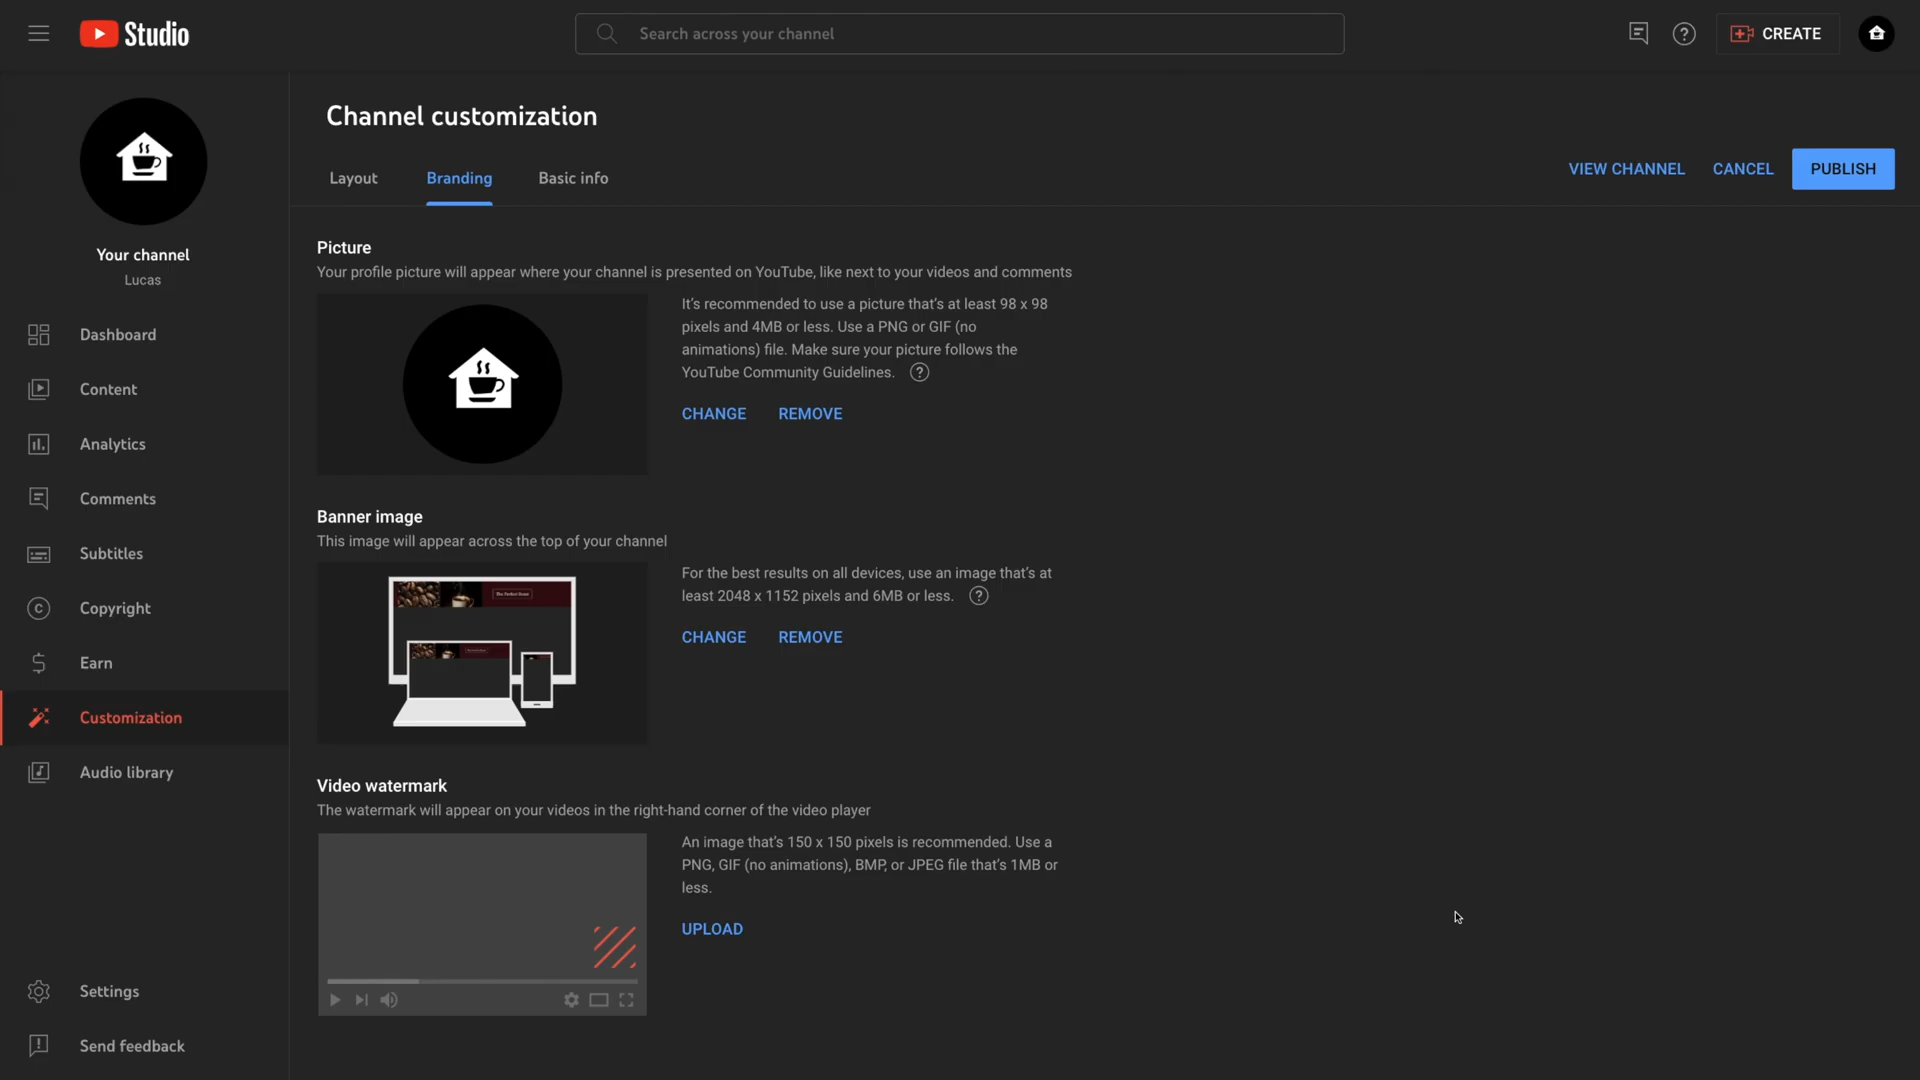 Studio
Search across your channel
CREATE
Your channel
Lucas
Dashboard
Content
Analytics
Comments
Subtitles
Copyright
Earn
Customization
Audio library
Settings
Send feedback
Channel customization
Layout
Branding
Basic info
VIEW CHANNEL
CANCEL
PUBLISH
Picture
Your profile picture will appear where your channel is presented on YouTube, like next to your videos and comments
It’s recommended to use a picture that’s at least 98 x 98
pixels and 4MB or less. Use a PNG or GIF (no
animations) file. Make sure your picture follows the
YouTube Community Guidelines.
CHANGE
REMOVE
Banner image
This image will appear across the top of your channel
For the best results on all devices, use an image that’s at
least 2048 x 1152 pixels and 6MB or less.
CHANGE
REMOVE
Video watermark
The watermark will appear on your videos in the right-hand corner of the video player
An image that’s 150 x 150 pixels is recommended. Use a
PNG, GIF (no animations), BMP, or JPEG file that’s 1MB or
less.
UPLOAD